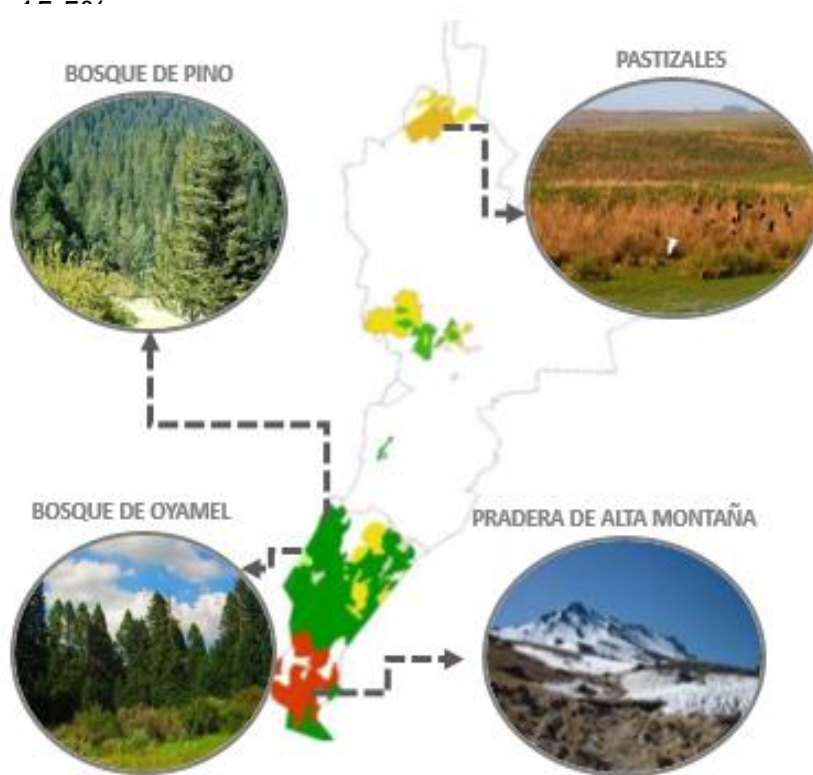 BOSQUE DE PINO
PASTIZALES
BOSQUE DE OYAMEL
PRADERA DE ALTA MONTAÑA